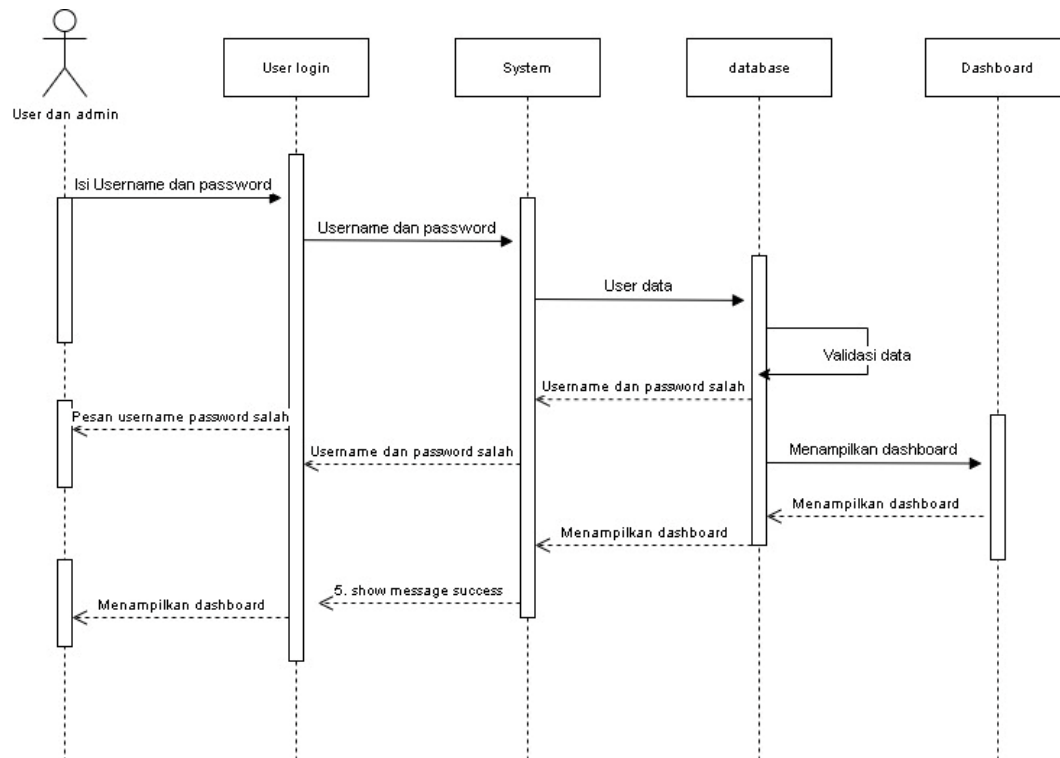 User login
System
database
Dashboard
User dan admin
Isi Username dan password
Username dan password
User data
Validasi data
Username dan password salah
Pesan username password salah
Username dan password salah
Menampilkan dashboard
Menampilkan dashboard
Menampilkan dashboard
5. show message success
Menampilkan dashboard